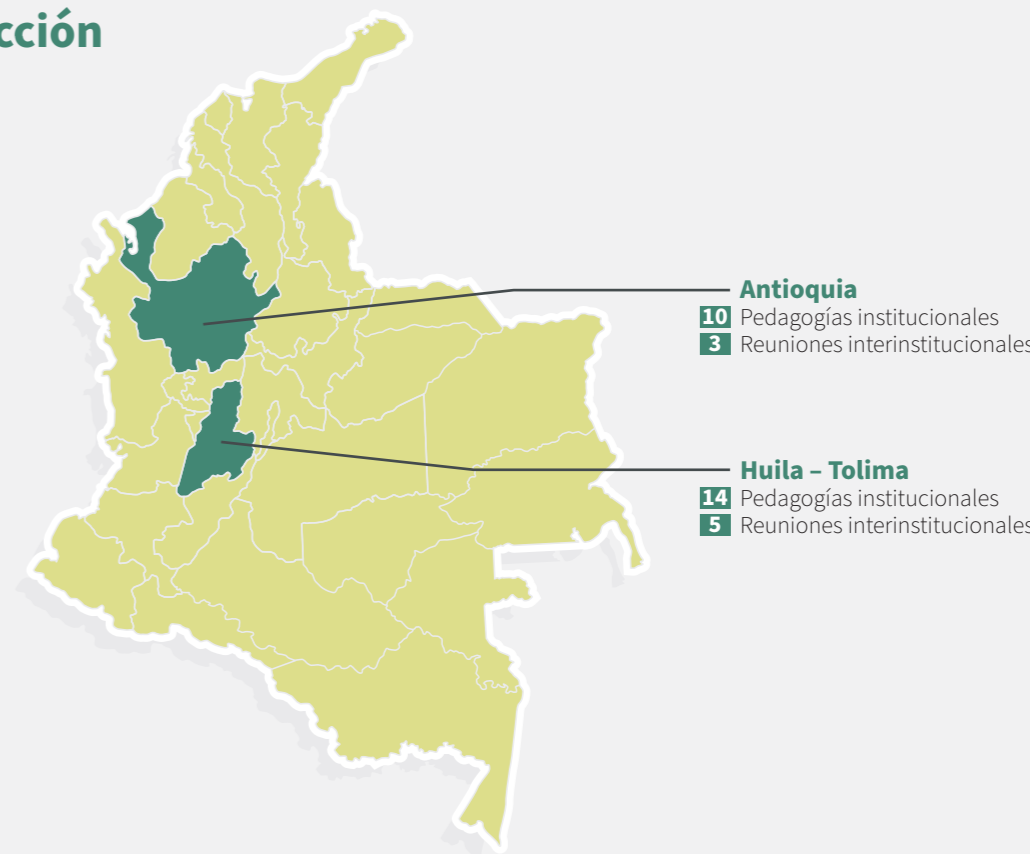 cción
Antioquia
10 Pedagogías institucionales
3 Reuniones interinstitucionales
Huila – Tolima
14 Pedagogías institucionales
5 Reuniones interinstitucionales